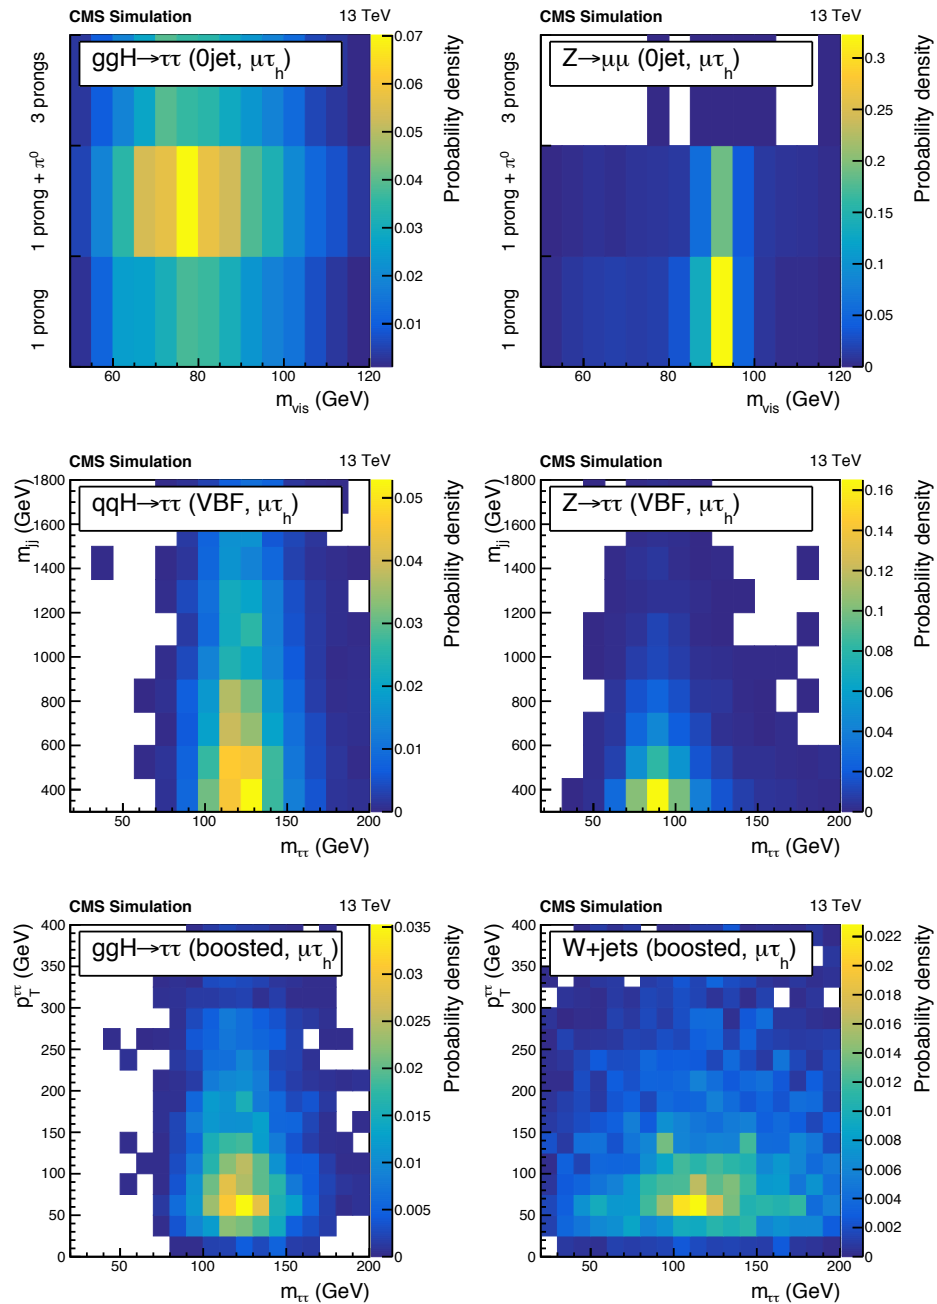 CMS Simulation 13 TeV
ggH→ττ (0jet, μτh)
3 prongs
1 prong + π0
1 prong
60 80 100 120
mvis (GeV)
0.07
0.06
0.05
0.04
0.03
0.02
0.01
Probability density
CMS Simulation 13 TeV
Z→μμ (0jet, μτh)
3 prongs
1 prong + π0
1 prong
60 80 100 120
mvis (GeV)
0.3
0.25
0.2
0.15
0.1
0.05
0
Probability density
CMS Simulation 13 TeV
qqH→ττ (VBF, μτh)
mjj (GeV)
1800
1600
1400
1200
1000
800
600
400
50 100 150 200
mττ (GeV)
0.05
0.04
0.03
0.02
0.01
0
Probability density
CMS Simulation 13 TeV
Z→ττ (VBF, μτh)
mjj (GeV)
1800
1600
1400
1200
1000
800
600
400
50 100 150 200
mττ (GeV)
0.16
0.14
0.12
0.1
0.08
0.06
0.04
0.02
0
Probability density
CMS Simulation 13 TeV
ggH→ττ (boosted, μτh)
pTττ (GeV)
400
350
300
250
200
150
100
50
0
50 100 150 200
mττ (GeV)
0.035
0.03
0.025
0.02
0.015
0.01
0.005
0
Probability density
CMS Simulation 13 TeV
W+jets (boosted, μτh)
pTττ (GeV)
400
350
300
250
200
150
100
50
0
50 100 150 200
mττ (GeV)
0.022
0.02
0.018
0.016
0.014
0.012
0.01
0.008
0.006
0.004
0.002
0
Probability density